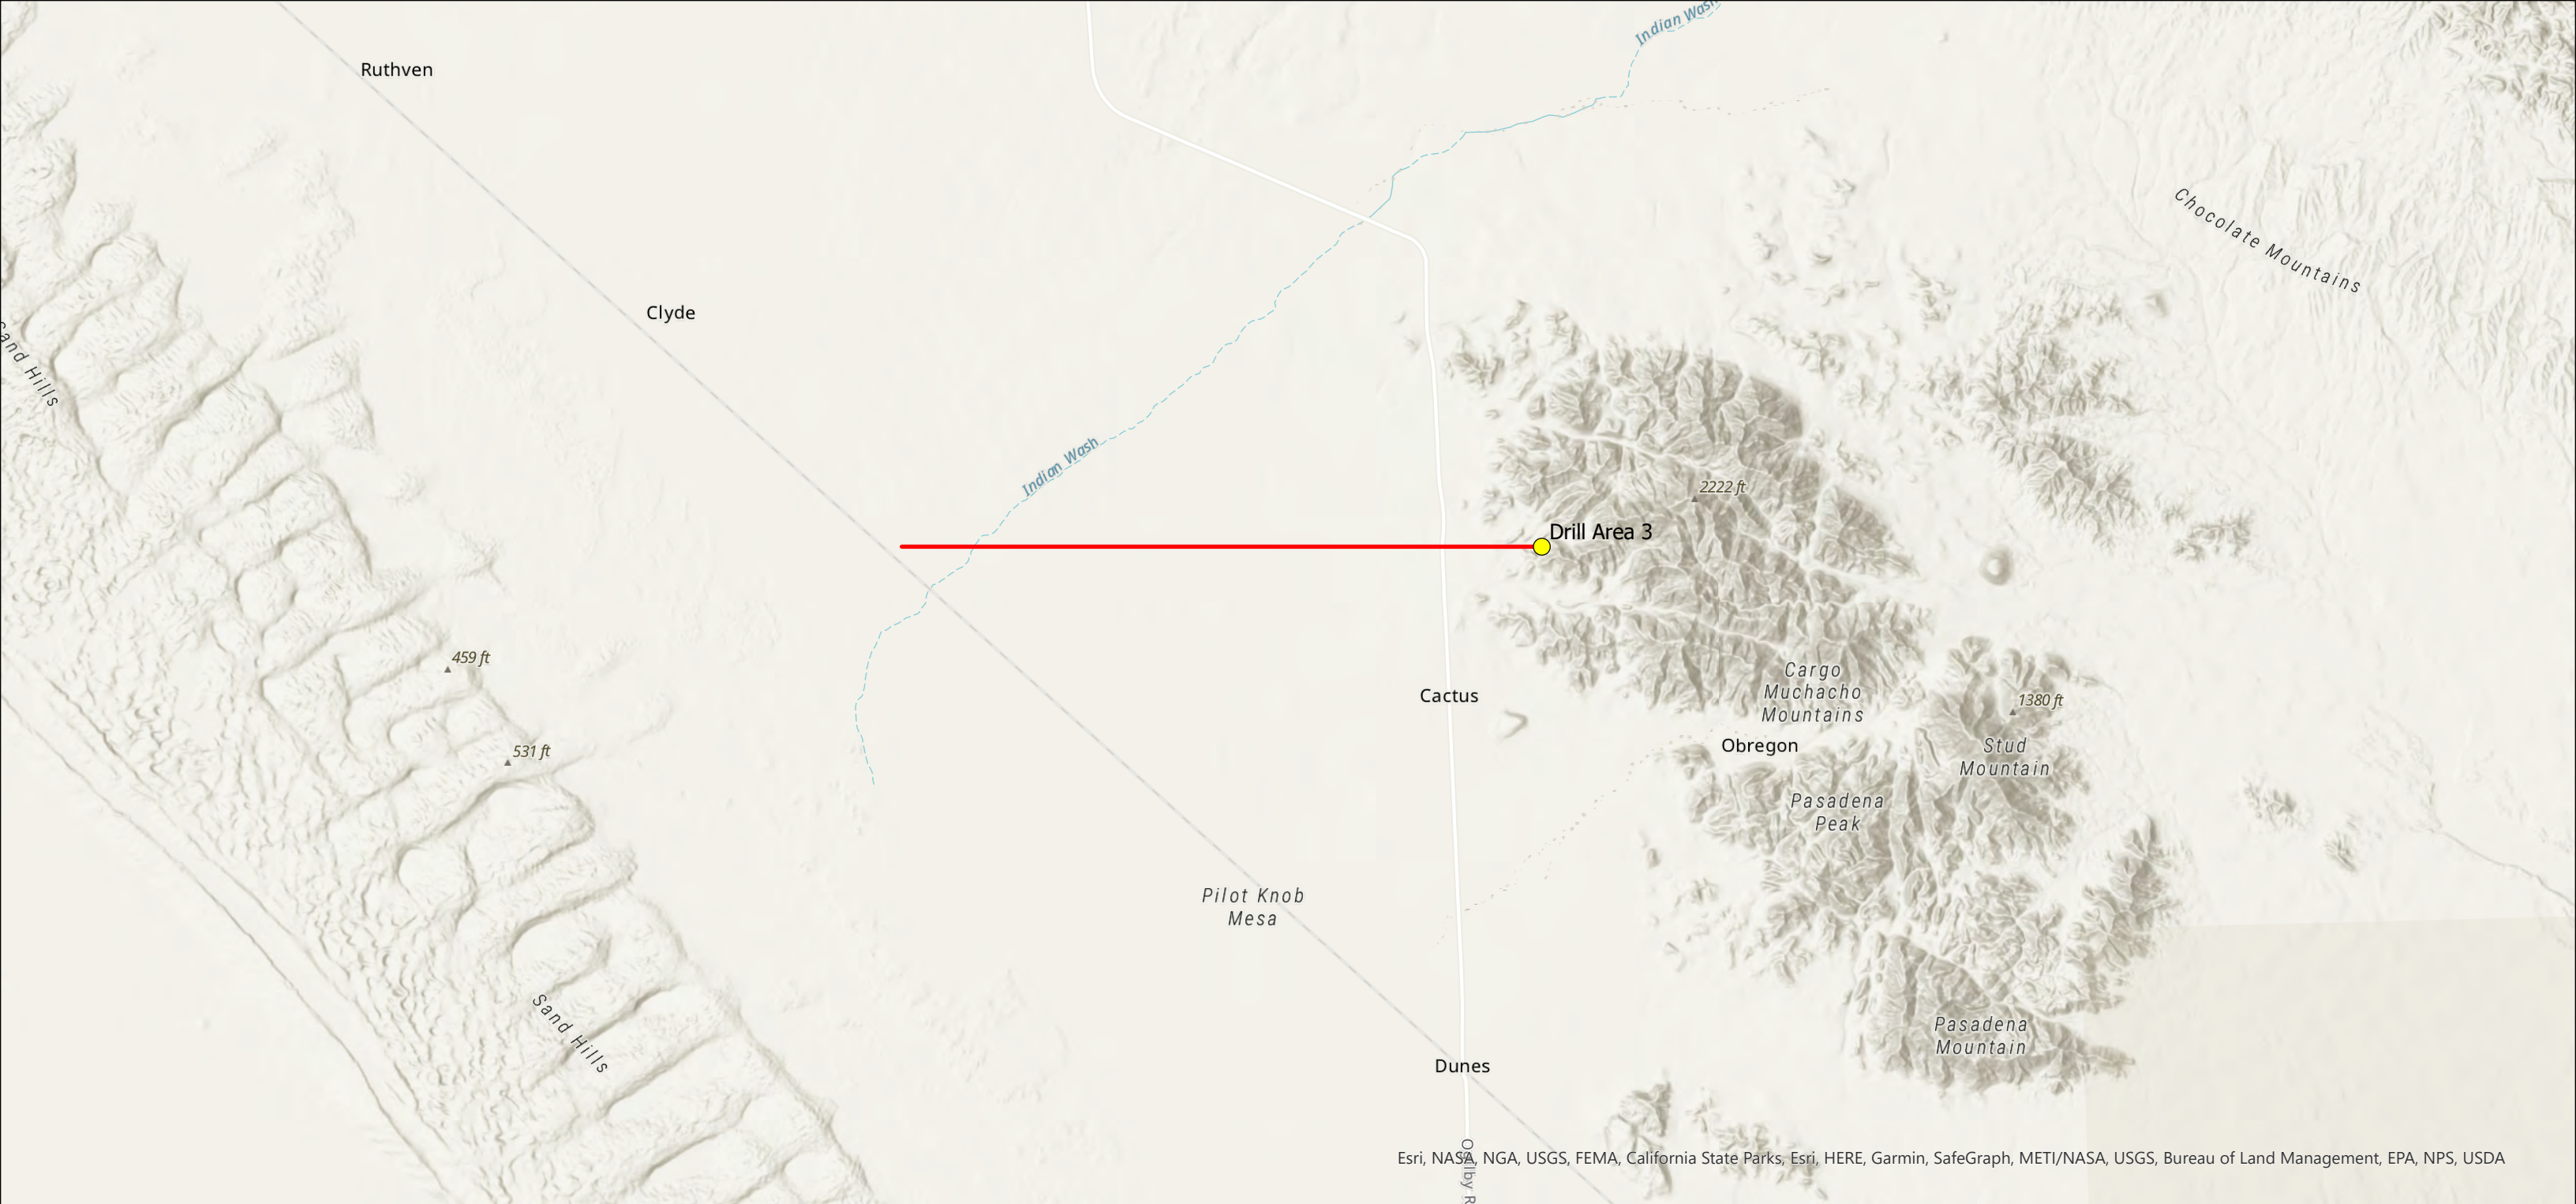 Indian Wash
Ruthven
Chocolate Mountains
Clyde
Sand Hills
Indian Wash
2222 ft
Drill Area 3
459 ft
Cargo
Muchacho
Mountains
Cactus
1380 ft
531 ft
Obregon
Stud
Mountain
Pasadena
Peak
Pilot Knob
Mesa
Sand Hills
Pasadena
Mountain
Dunes
Esri, NASA, NGA, USGS, FEMA, California State Parks, Esri, HERE, Garmin, SafeGraph, METI/NASA, USGS, Bureau of Land Management, EPA, NPS, USDA